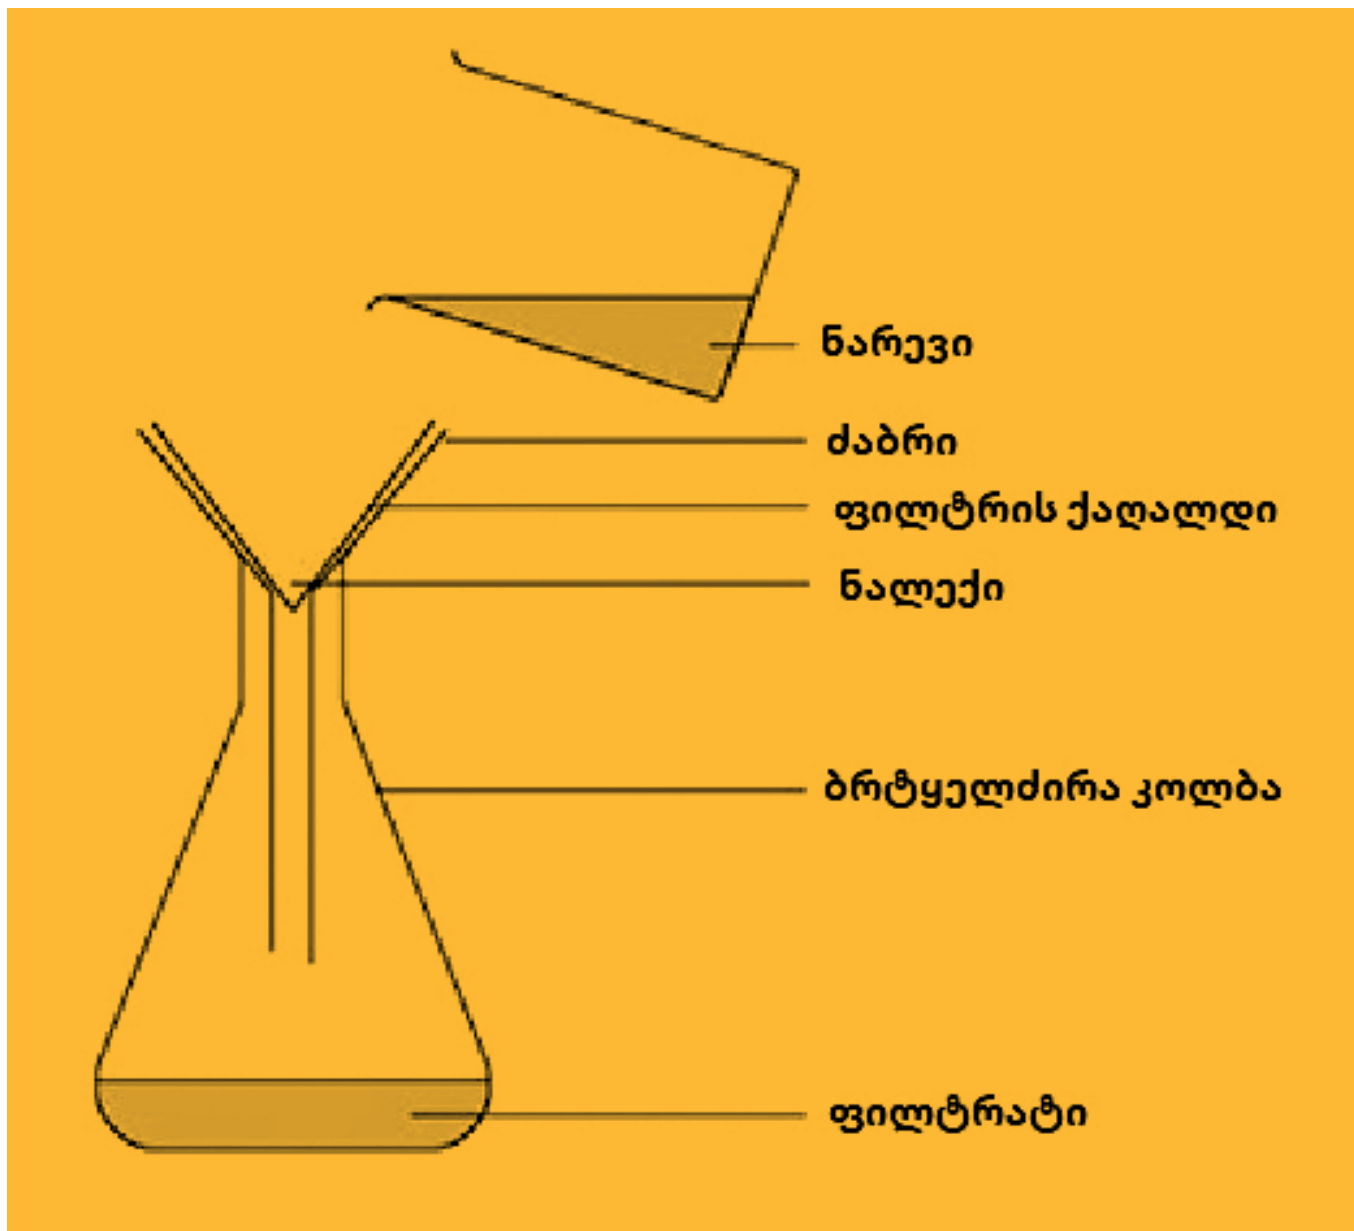 ნარევი
ძაბრი
ფილტრის ქაღალდი
ნალექი
ბრტყელძირა კოლბა
ფილტრატი